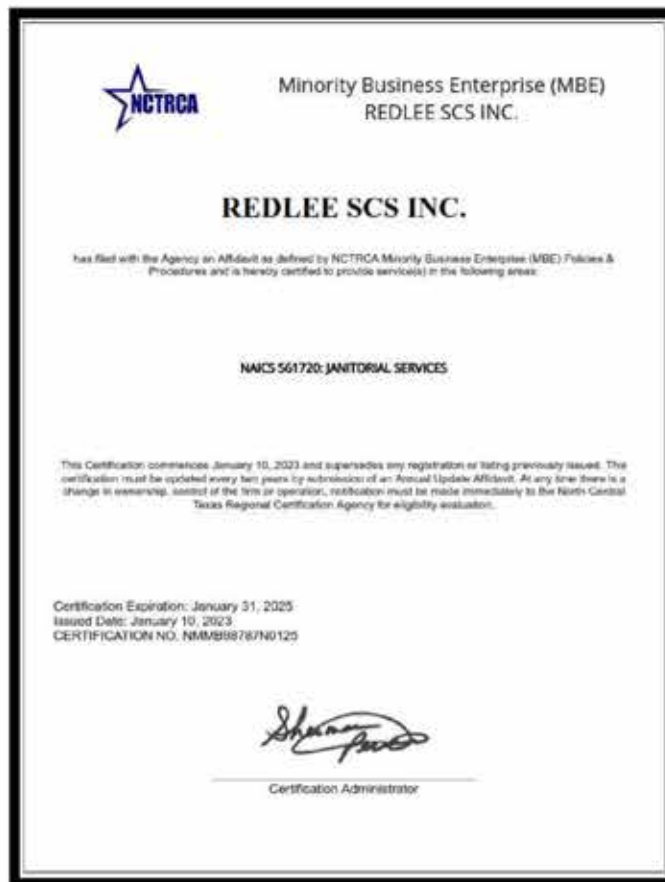 NCTRCA
Minority Business Enterprise (MBE)
REDLEE SCS INC.
REDLEE SCS INC.
has filed with the Agency an Affidavit as defined by NCTRCA Minority Business Enterprise (MBE) Policies &
Procedures and is hereby certified to provide service(s) in the following areas:
NAICS 561720: JANITORIAL SERVICES
This Certification commences January 10, 2023 and supersedes any registration or listing previously issued. This
certification must be updated every two years by submission of an Annual Update Affidavit. At any time there is a
change in ownership, control of the firm or operation, notification must be made immediately to the North Central
Texas Regional Certification Agency for eligibility evaluation.
Certification Expiration: January 31, 2025
Issued Date: January 10, 2023
CERTIFICATION NO. NMMB98787N0125
Sherman
Certification Administrator